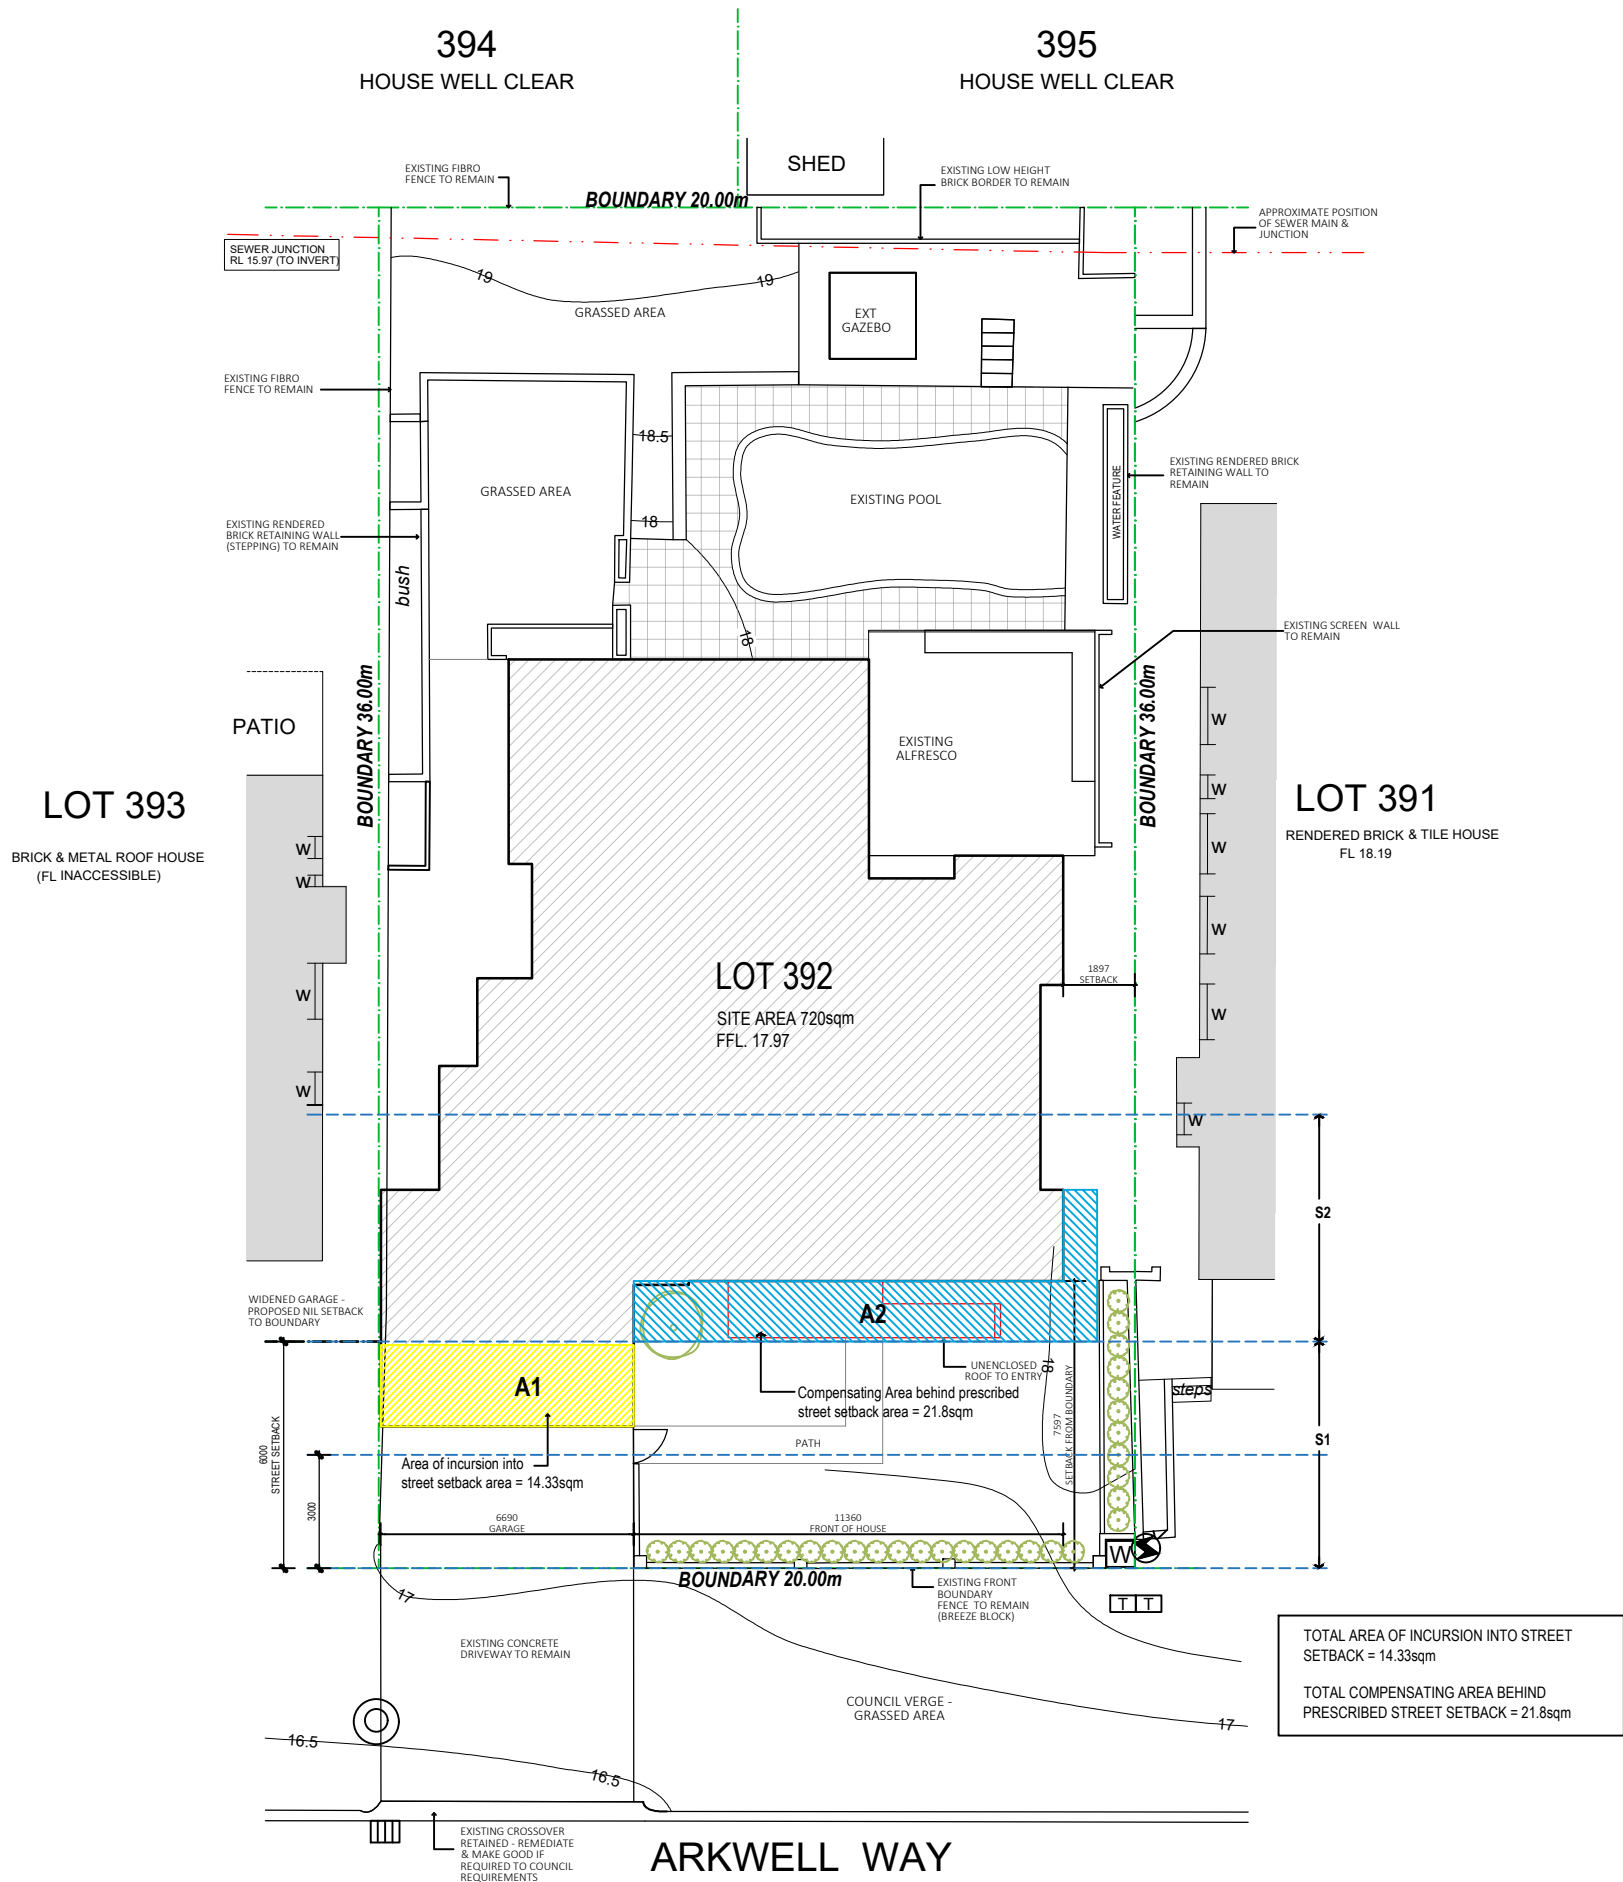 394
HOUSE WELL CLEAR
395
HOUSE WELL CLEAR
SHED
EXISTING FIBRO
FENCE TO REMAIN
EXISTING LOW HEIGHT
BRICK BORDER TO REMAIN
BOUNDARY 20.00m
APPROXIMATE POSITION
OF SEWER MAIN &
JUNCTION
SEWER JUNCTION
RL 15.97 (TO INVERT)
19
19
GRASSED AREA
EXT
GAZEBO
EXISTING FIBRO
FENCE TO REMAIN
18.5
GRASSED AREA
EXISTING POOL
WATER FEATURE
EXISTING RENDERED BRICK
RETAINING WALL TO
REMAIN
18
EXISTING RENDERED
BRICK RETAINING WALL
(STEPPING) TO REMAIN
bush
18
EXISTING SCREEN WALL
TO REMAIN
PATIO
BOUNDARY 36.00m
EXISTING
ALFRESCO
BOUNDARY 36.00m
W
W
W
W
W
W
LOT 393
BRICK & METAL ROOF HOUSE
(FL INACCESSIBLE)
W
W
W
W
LOT 391
RENDERED BRICK & TILE HOUSE
FL 18.19
LOT 392
SITE AREA 720sqm
FFL. 17.97
1897
SETBACK
S2
WIDENED GARAGE -
PROPOSED NIL SETBACK
TO BOUNDARY
A2
UNENCLOSED
ROOF TO ENTRY
18
A1
Compensating Area behind prescribed
street setback area = 21.8sqm
steps
6000
STREET SETBACK
3000
PATH
7597
SETBACK FROM BOUNDARY
S1
Area of incursion into
street setback area = 14.33sqm
6690
GARAGE
11360
FRONT OF HOUSE
W
BOUNDARY 20.00m
EXISTING FRONT
BOUNDARY
FENCE TO REMAIN
(BREEZE BLOCK)
T T
17
EXISTING CONCRETE
DRIVEWAY TO REMAIN
COUNCIL VERGE -
GRASSED AREA
17
TOTAL AREA OF INCURSION INTO STREET
SETBACK = 14.33sqm
TOTAL COMPENSATING AREA BEHIND
PRESCRIBED STREET SETBACK = 21.8sqm
16.5
16.5
EXISTING CROSSOVER
RETAINED - REMEDIATE
& MAKE GOOD IF
REQUIRED TO COUNCIL
REQUIREMENTS
ARKWELL WAY